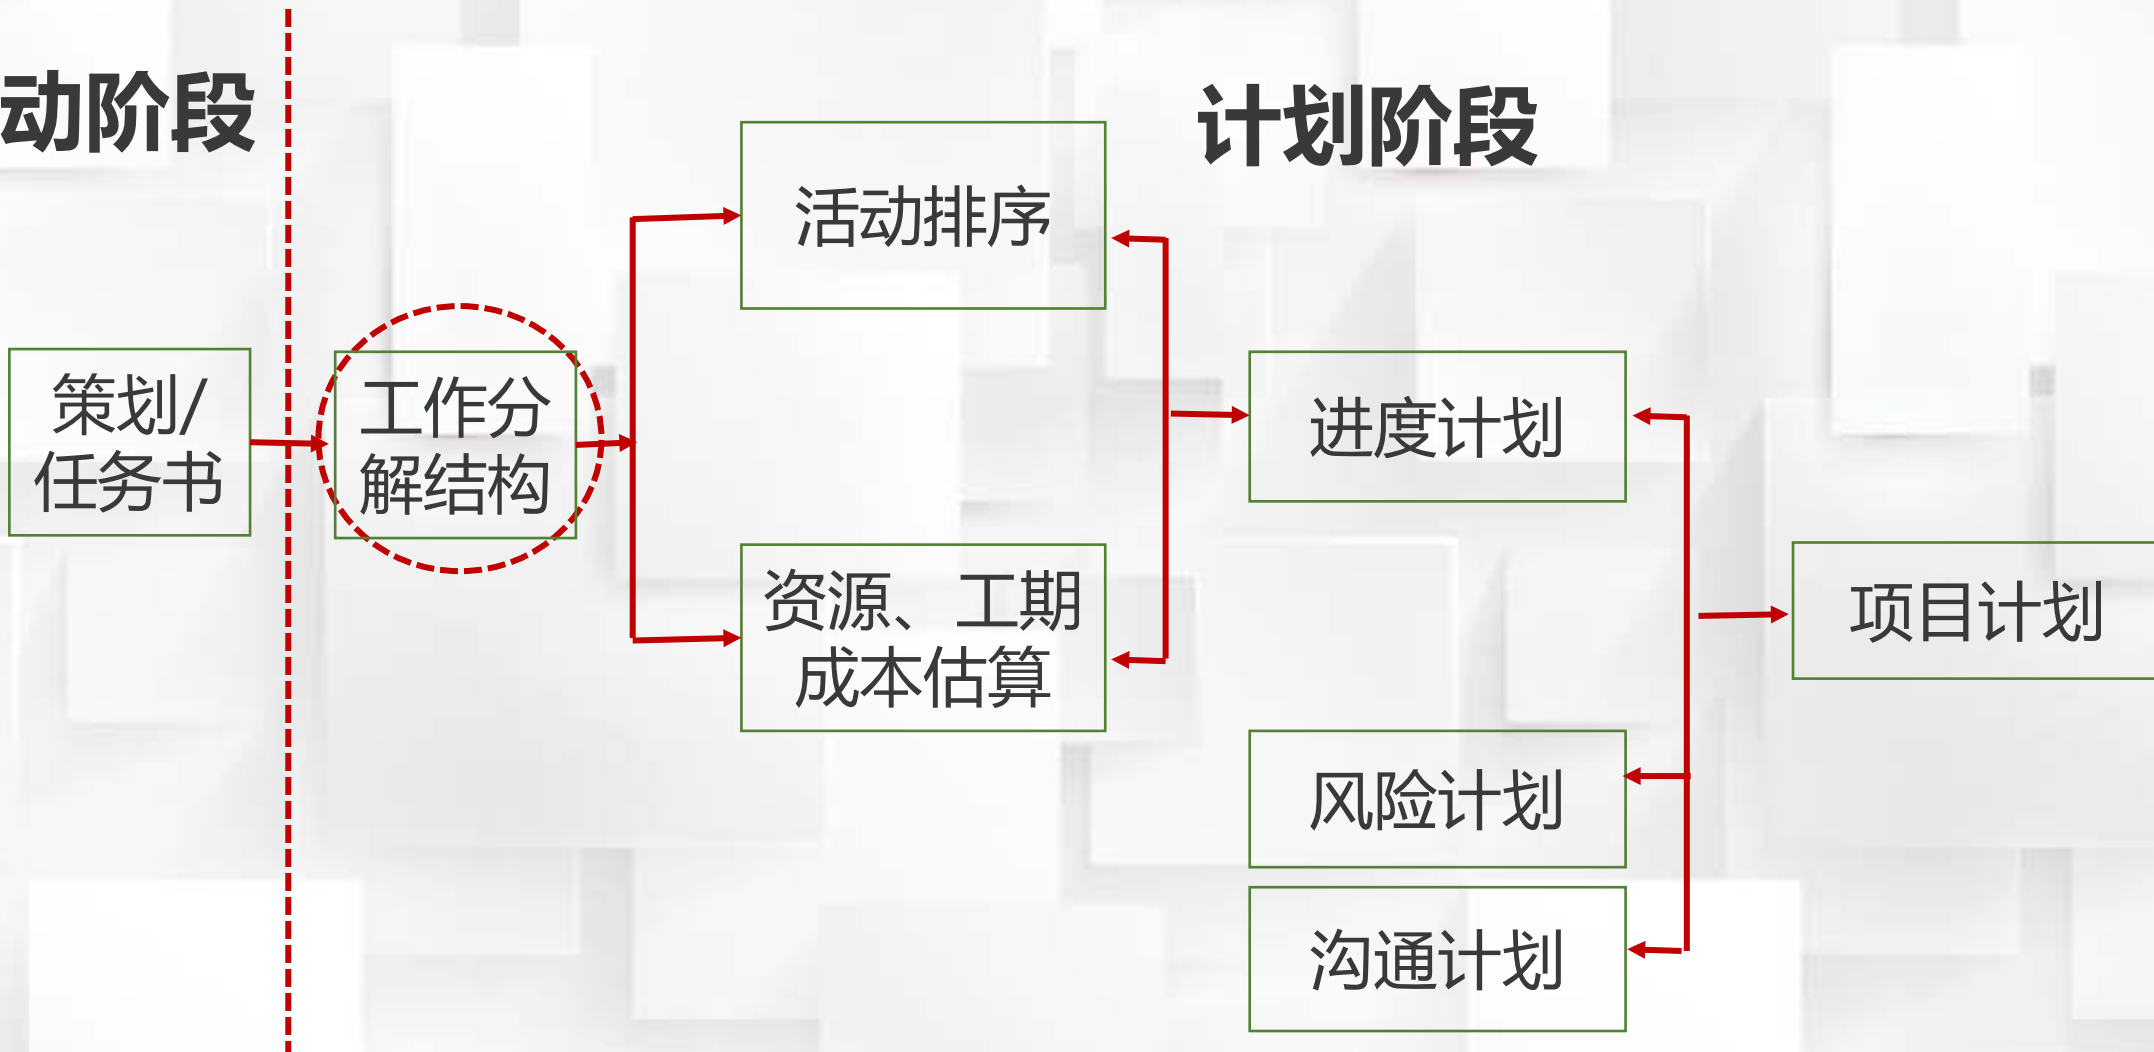 动阶段
计划阶段
策划/
任务书
工作分
解结构
活动排序
资源、工期
成本估算
进度计划
风险计划
沟通计划
项目计划